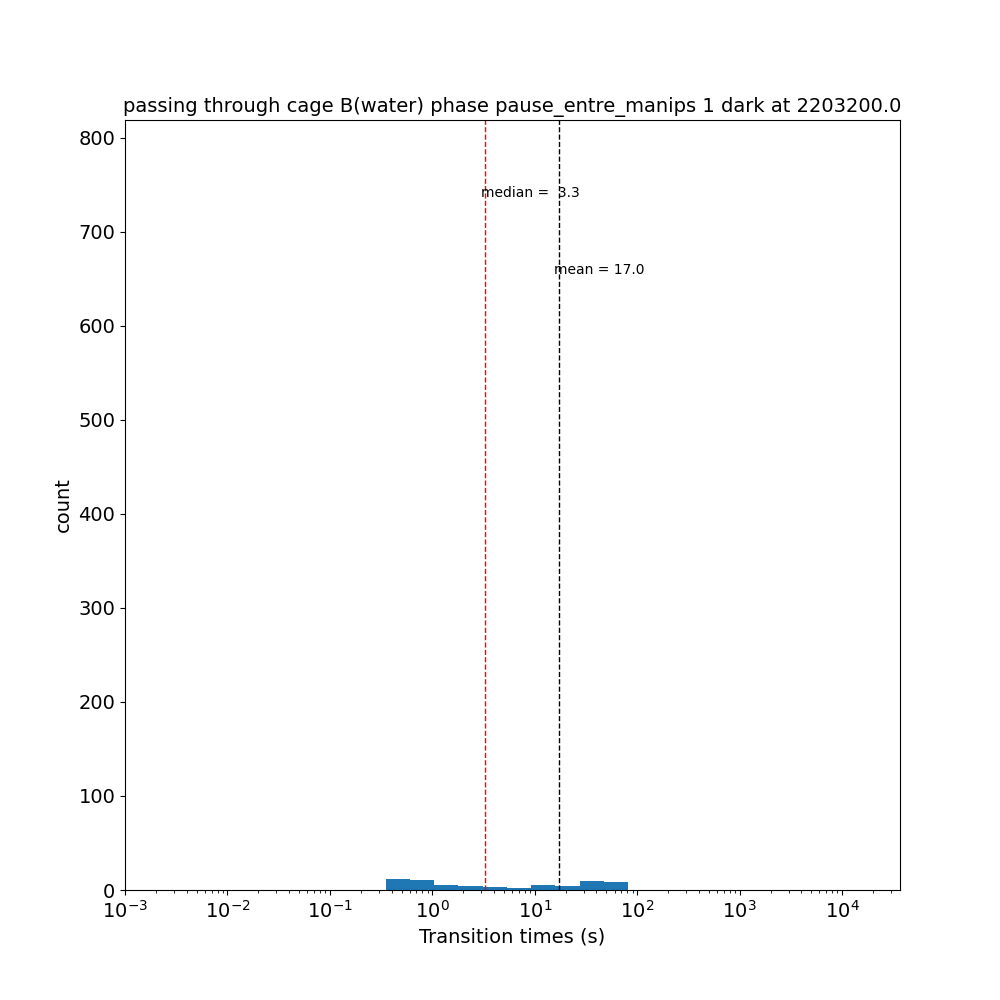 passing through cage B(water) phase pause_entre_manips 1 dark at 2203200.0
800
median =  3.3
700
mean = 17.0
600
500
count
400
300
200
100
0
10⁻³ 10⁻² 10⁻¹ 10⁰ 10¹ 10² 10³ 10⁴
Transition times (s)